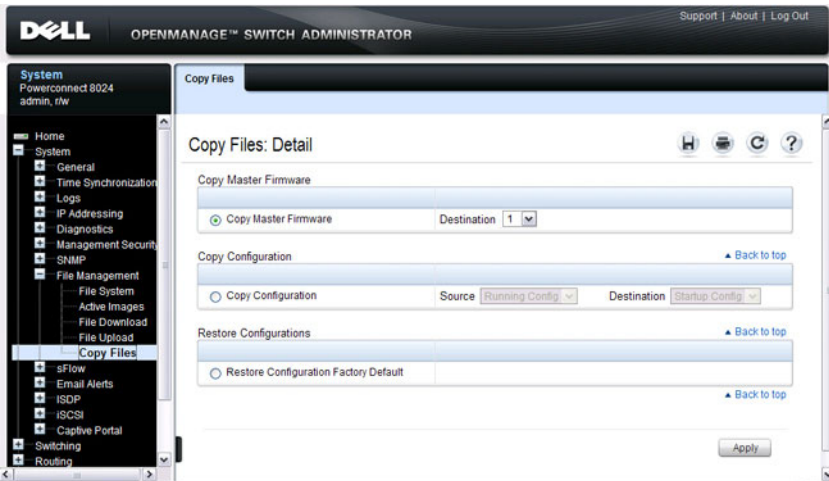 Support | About | Log Out
DELL
OPENMANAGE™ SWITCH ADMINISTRATOR
System
Powerconnect 8024
admin, r/w
Copy Files
Home
System
General
Time Synchronization
Logs
IP Addressing
Diagnostics
Management Security
SNMP
File Management
File System
Active Images
File Download
File Upload
Copy Files
sFlow
Email Alerts
ISDP
iSCSI
Captive Portal
Switching
Routing
Copy Files: Detail
Copy Master Firmware
Copy Master Firmware Destination 1
Copy Configuration Back to top
Copy Configuration Source Running Config Destination Startup Config
Restore Configurations Back to top
Restore Configuration Factory Default
Back to top
Apply